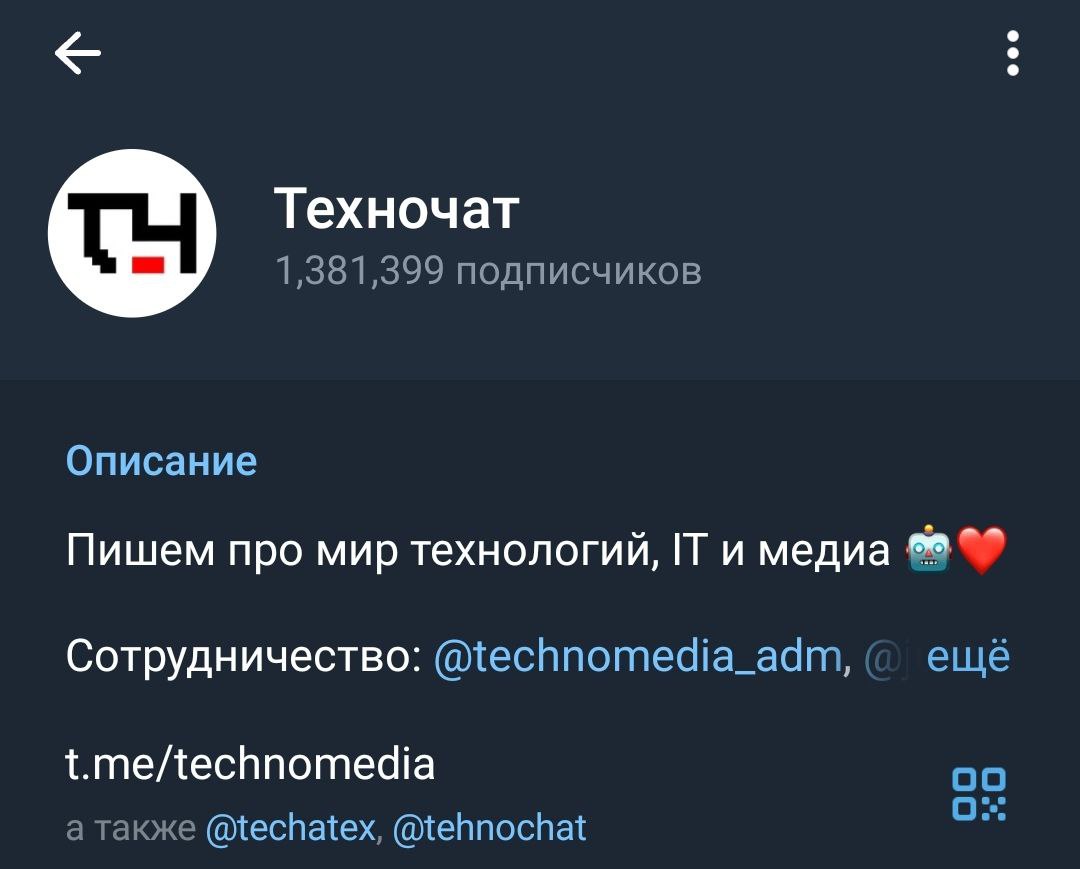 ТЧ
Техночат
1,381,399 подписчиков
Описание
Пишем про мир технологий, IT и медиа 🤖❤️
Сотрудничество: @technomedia_adm, @ ещё
t.me/technomedia
а также @techatex, @tehnochat